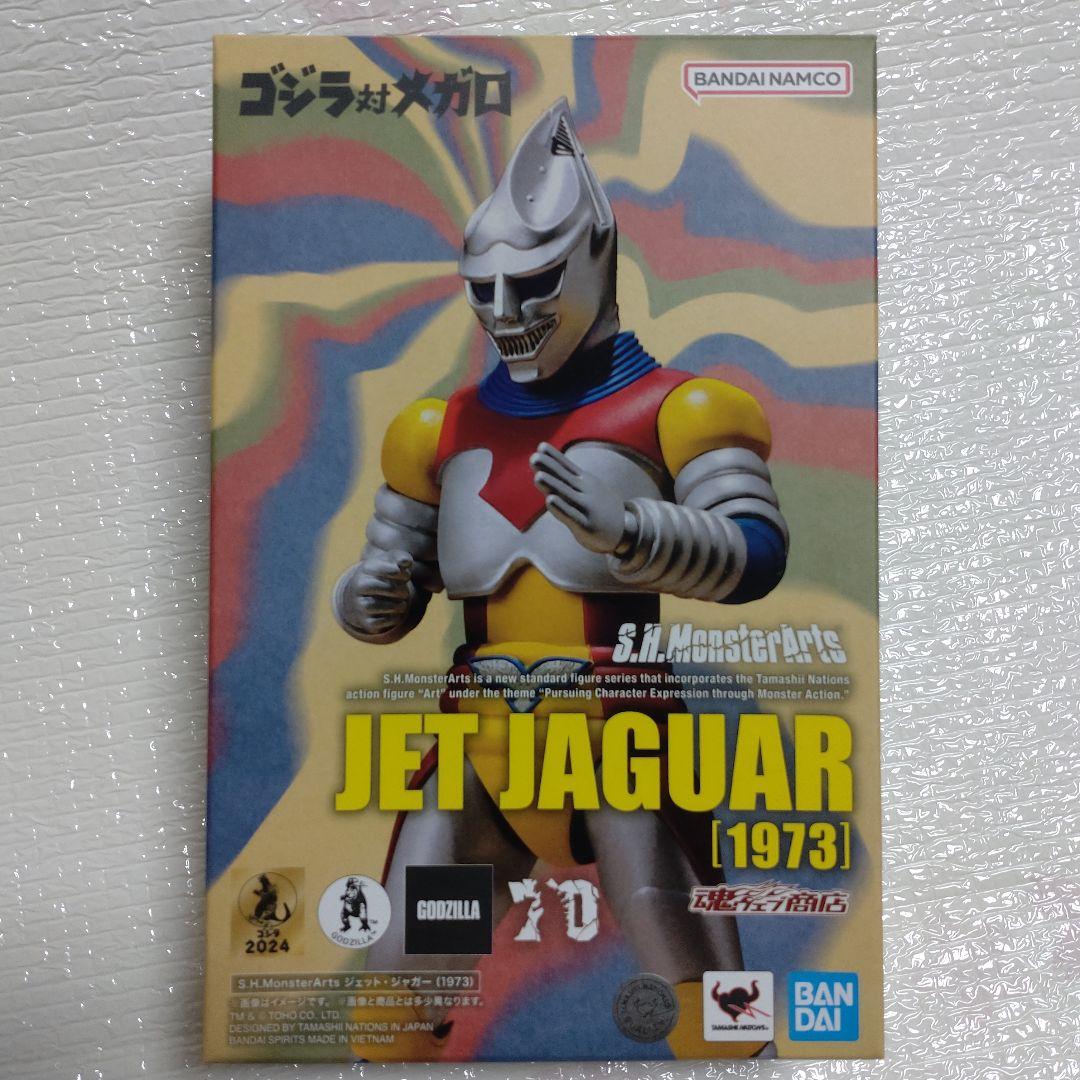 ゴジラ対メガロ
BANDAI NAMCO
S.H.MonsterArts
S.H.MonsterArts is a new standard figure series that incorporates the Tamashii Nations
action figure "Art" under the theme "Pursuing Character Expression through Monster Action."
JET JAGUAR
[1973]
ゴジラ
2024
GODZILLA™
GODZILLA
70
魂ウェブ商店
S.H.MonsterArts ジェット・ジャガー(1973)
※画像はイメージです。 ※画像と商品とは多少異なります。
TM & © TOHO CO., LTD.
DESIGNED BY TAMASHII NATIONS IN JAPAN
BANDAI SPIRITS MADE IN VIETNAM
TAMASHII NATIONS
TAMASHII NATIONS™
BAN
DAI